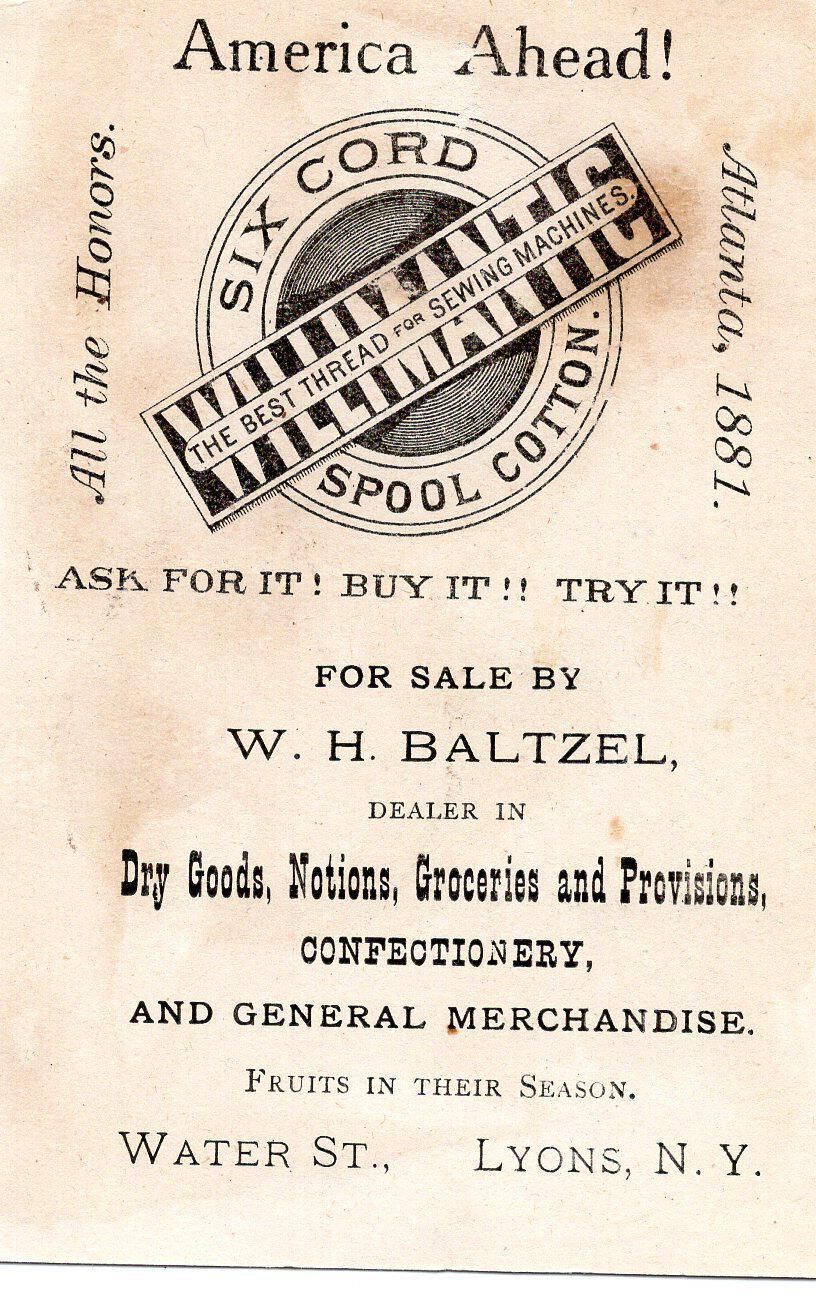 America Ahead!
All the Honors.
SIX CORD
WILLIMANTIC
THE BEST THREAD FOR SEWING MACHINES.
SPOOL COTTON.
Atlanta, 1881.
ASK FOR IT! BUY IT!! TRY IT!!
FOR SALE BY
W. H. BALTZEL,
DEALER IN
Dry Goods, Notions, Groceries and Provisions,
CONFECTIONERY,
AND GENERAL MERCHANDISE.
FRUITS IN THEIR SEASON.
WATER ST., LYONS, N. Y.